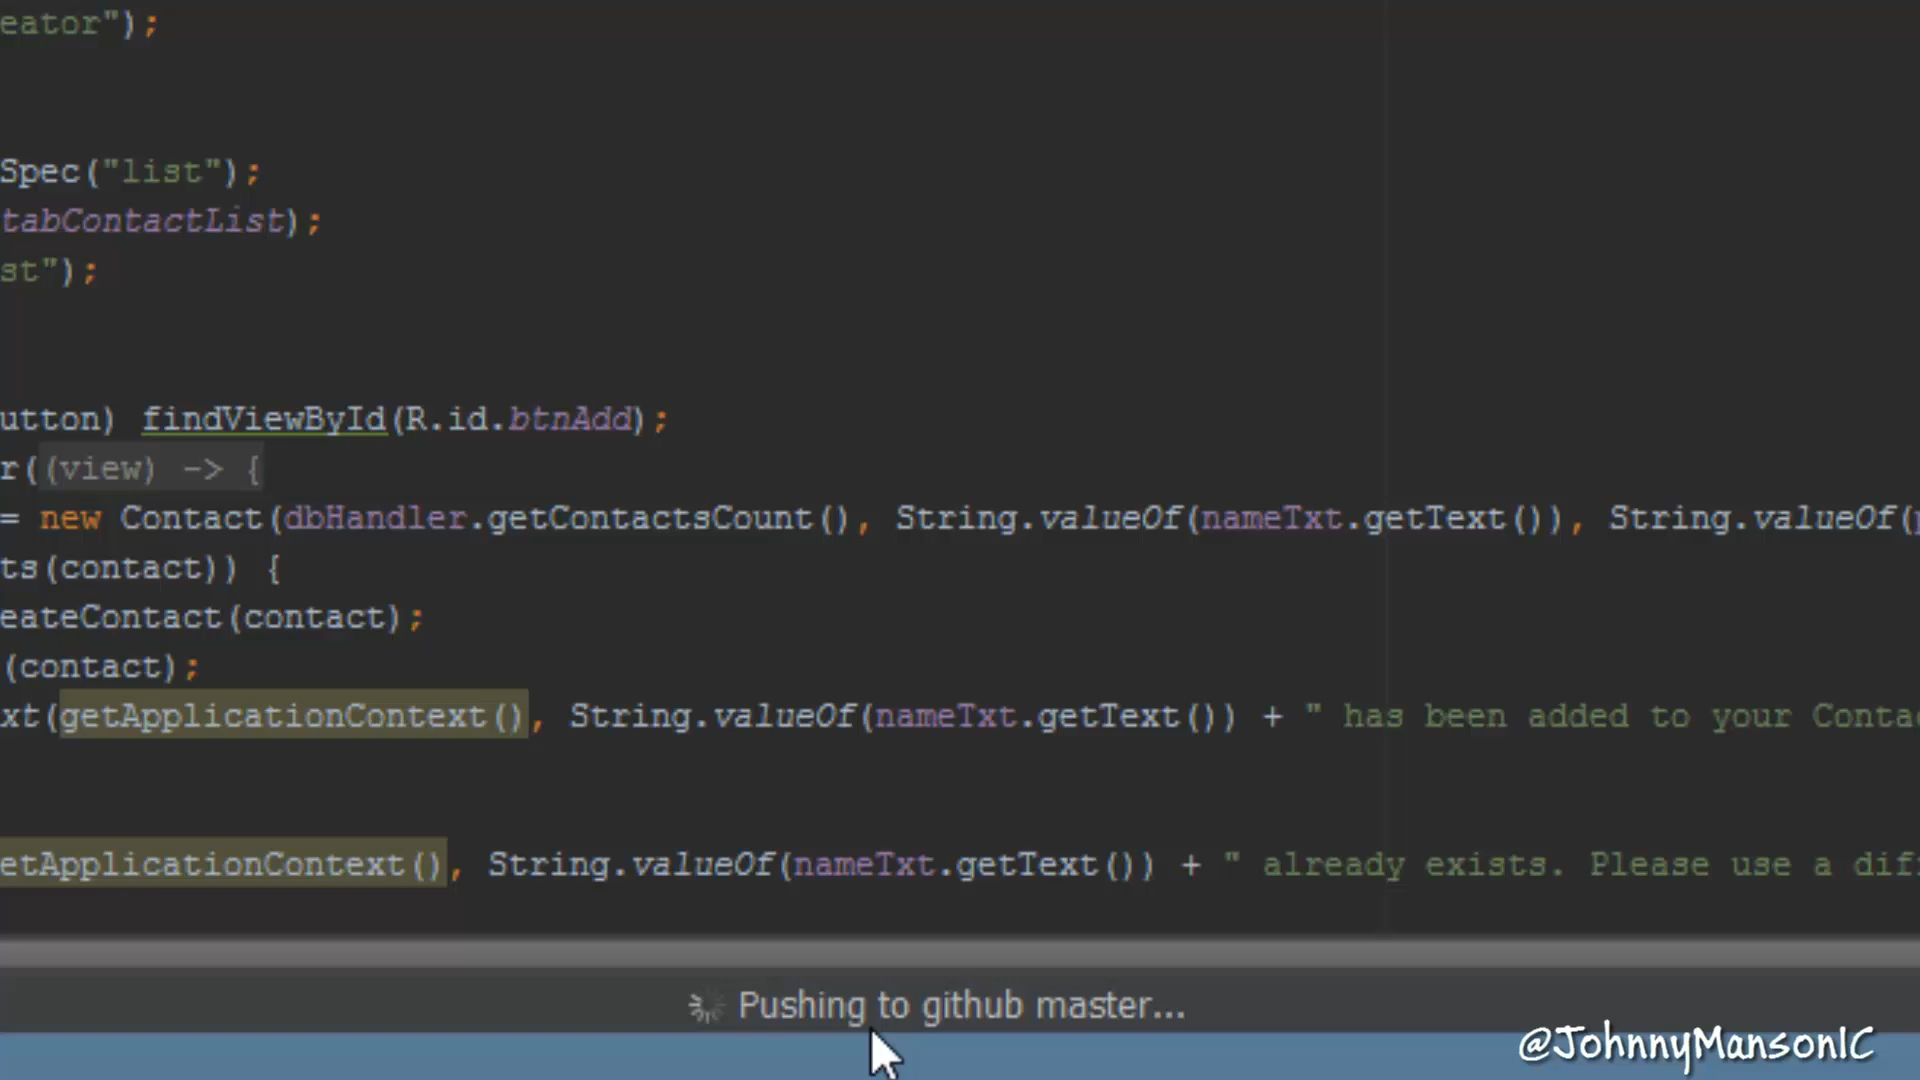 eator");
Spec("list");
tabContactList);
st");
utton) findViewById(R.id.btnAdd);
r((view) -> {
= new Contact(dbHandler.getContactsCount(), String.valueOf(nameTxt.getText()), String.valueOf(p
ts(contact)) {
eateContact(contact);
(contact);
xt(getApplicationContext(), String.valueOf(nameTxt.getText()) + " has been added to your Contac
etApplicationContext(), String.valueOf(nameTxt.getText()) + " already exists. Please use a diff
Pushing to github master...
@JohnnyMansonIC